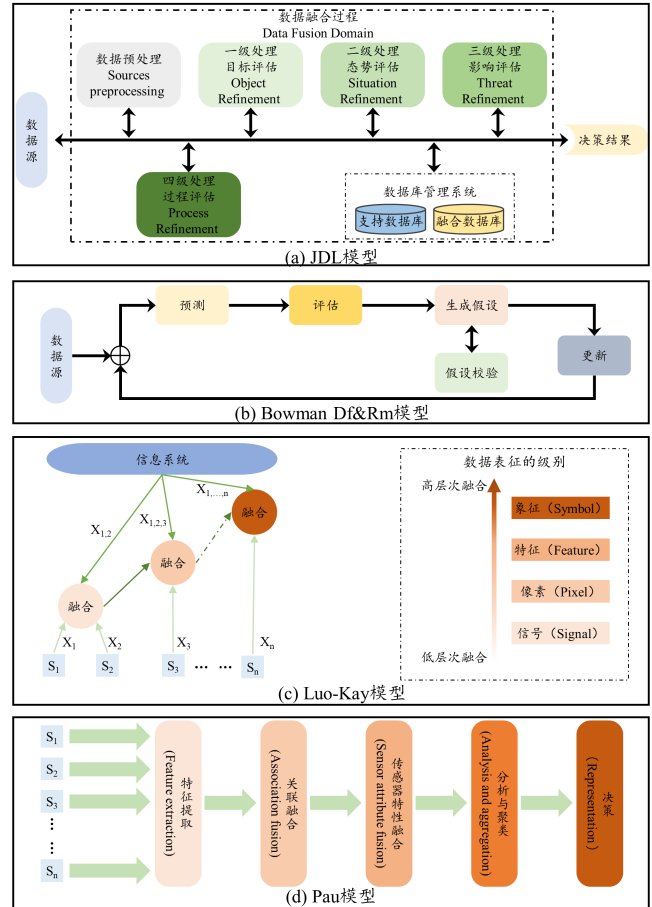 数据融合过程
Data Fusion Domain
数据预处理
Sources
preprocessing
一级处理
目标评估
Object
Refinement
二级处理
态势评估
Situation
Refinement
三级处理
影响评估
Threat
Refinement
数据源
决策结果
四级处理
过程评估
Process
Refinement
数据库管理系统
支持数据库
融合数据库
(a) JDL模型
数据源
预测
评估
生成假设
假设校验
更新
(b) Bowman Df&Rm模型
信息系统
X1,2
X1,2,3
X1,...,n
融合
融合
融合
X1
X2
X3
Xn
S1
S2
S3
... ...
Sn
数据表征的级别
高层次融合
象征（Symbol）
特征（Feature）
像素（Pixel）
信号（Signal）
低层次融合
(c) Luo-Kay模型
S1
S2
S3
... ...
Sn
特征提取
(Feature extraction)
关联融合
(Association fusion)
传感器特性融合
(Sensor attribute fusion)
分析与聚类
(Analysis and aggregation)
决策
（Representation）
(d) Pau模型